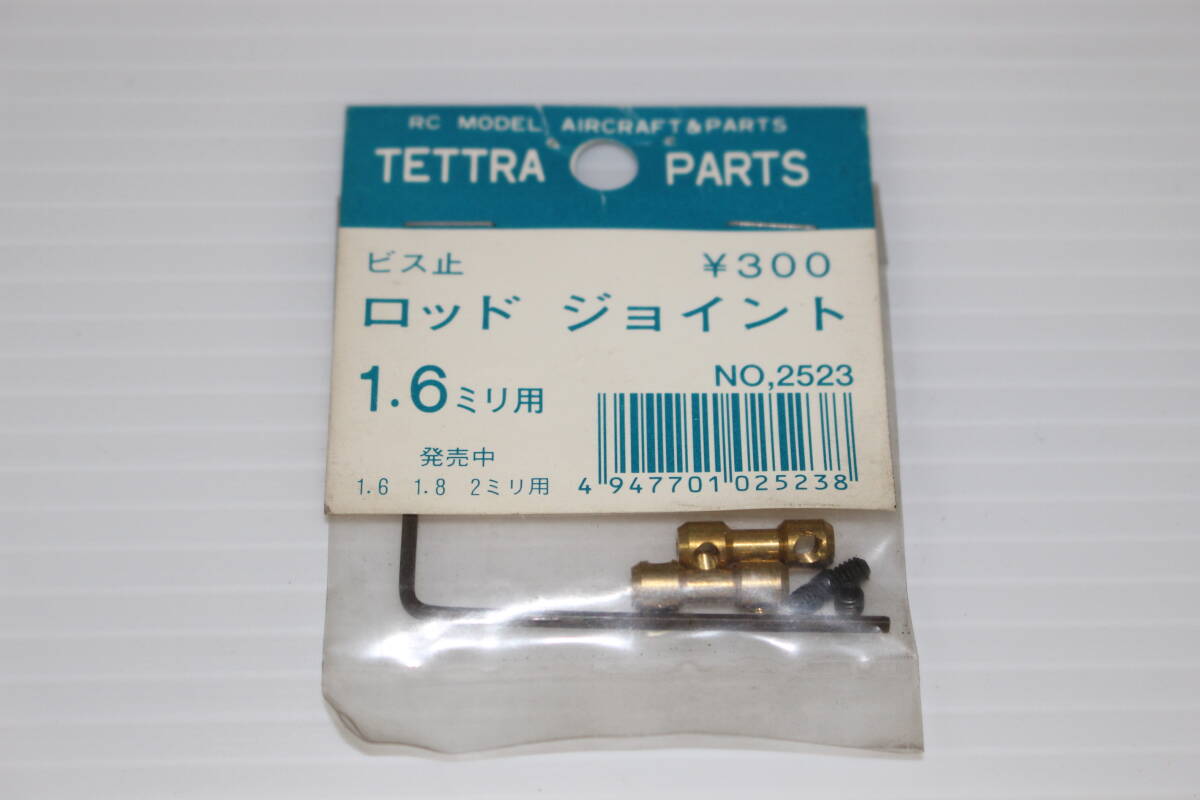 RC MODEL AIRCRAFT & PARTS
TETTRA PARTS
ビス止 ¥300
ロッド ジョイント
1.6ミリ用 NO,2523
発売中
1.6 1.8 2ミリ用
4 947701 025238